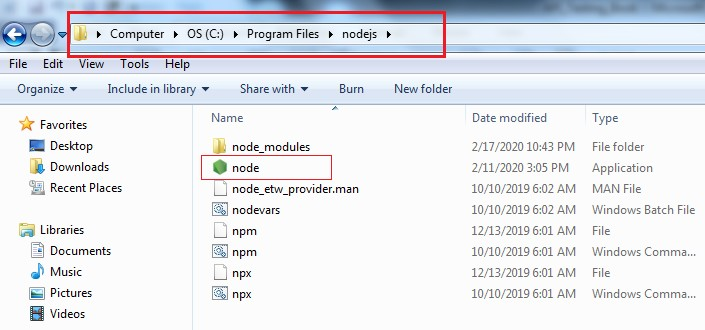 Computer OS (C:) Program Files nodejs
File Edit View Tools Help
Organize Include in library Share with Burn New folder
Favorites
Desktop
Downloads
Recent Places
Libraries
Documents
Music
Pictures
Videos
Name Date modified Type
node_modules 2/17/2020 10:43 PM File folder
node 2/11/2020 3:05 PM Application
node_etw_provider.man 10/10/2019 6:02 AM MAN File
nodevars 10/10/2019 6:02 AM Windows Batch File
npm 12/13/2019 6:01 AM File
npm 10/10/2019 6:01 AM Windows Comma...
npx 12/13/2019 6:01 AM File
npx 10/10/2019 6:01 AM Windows Comma...